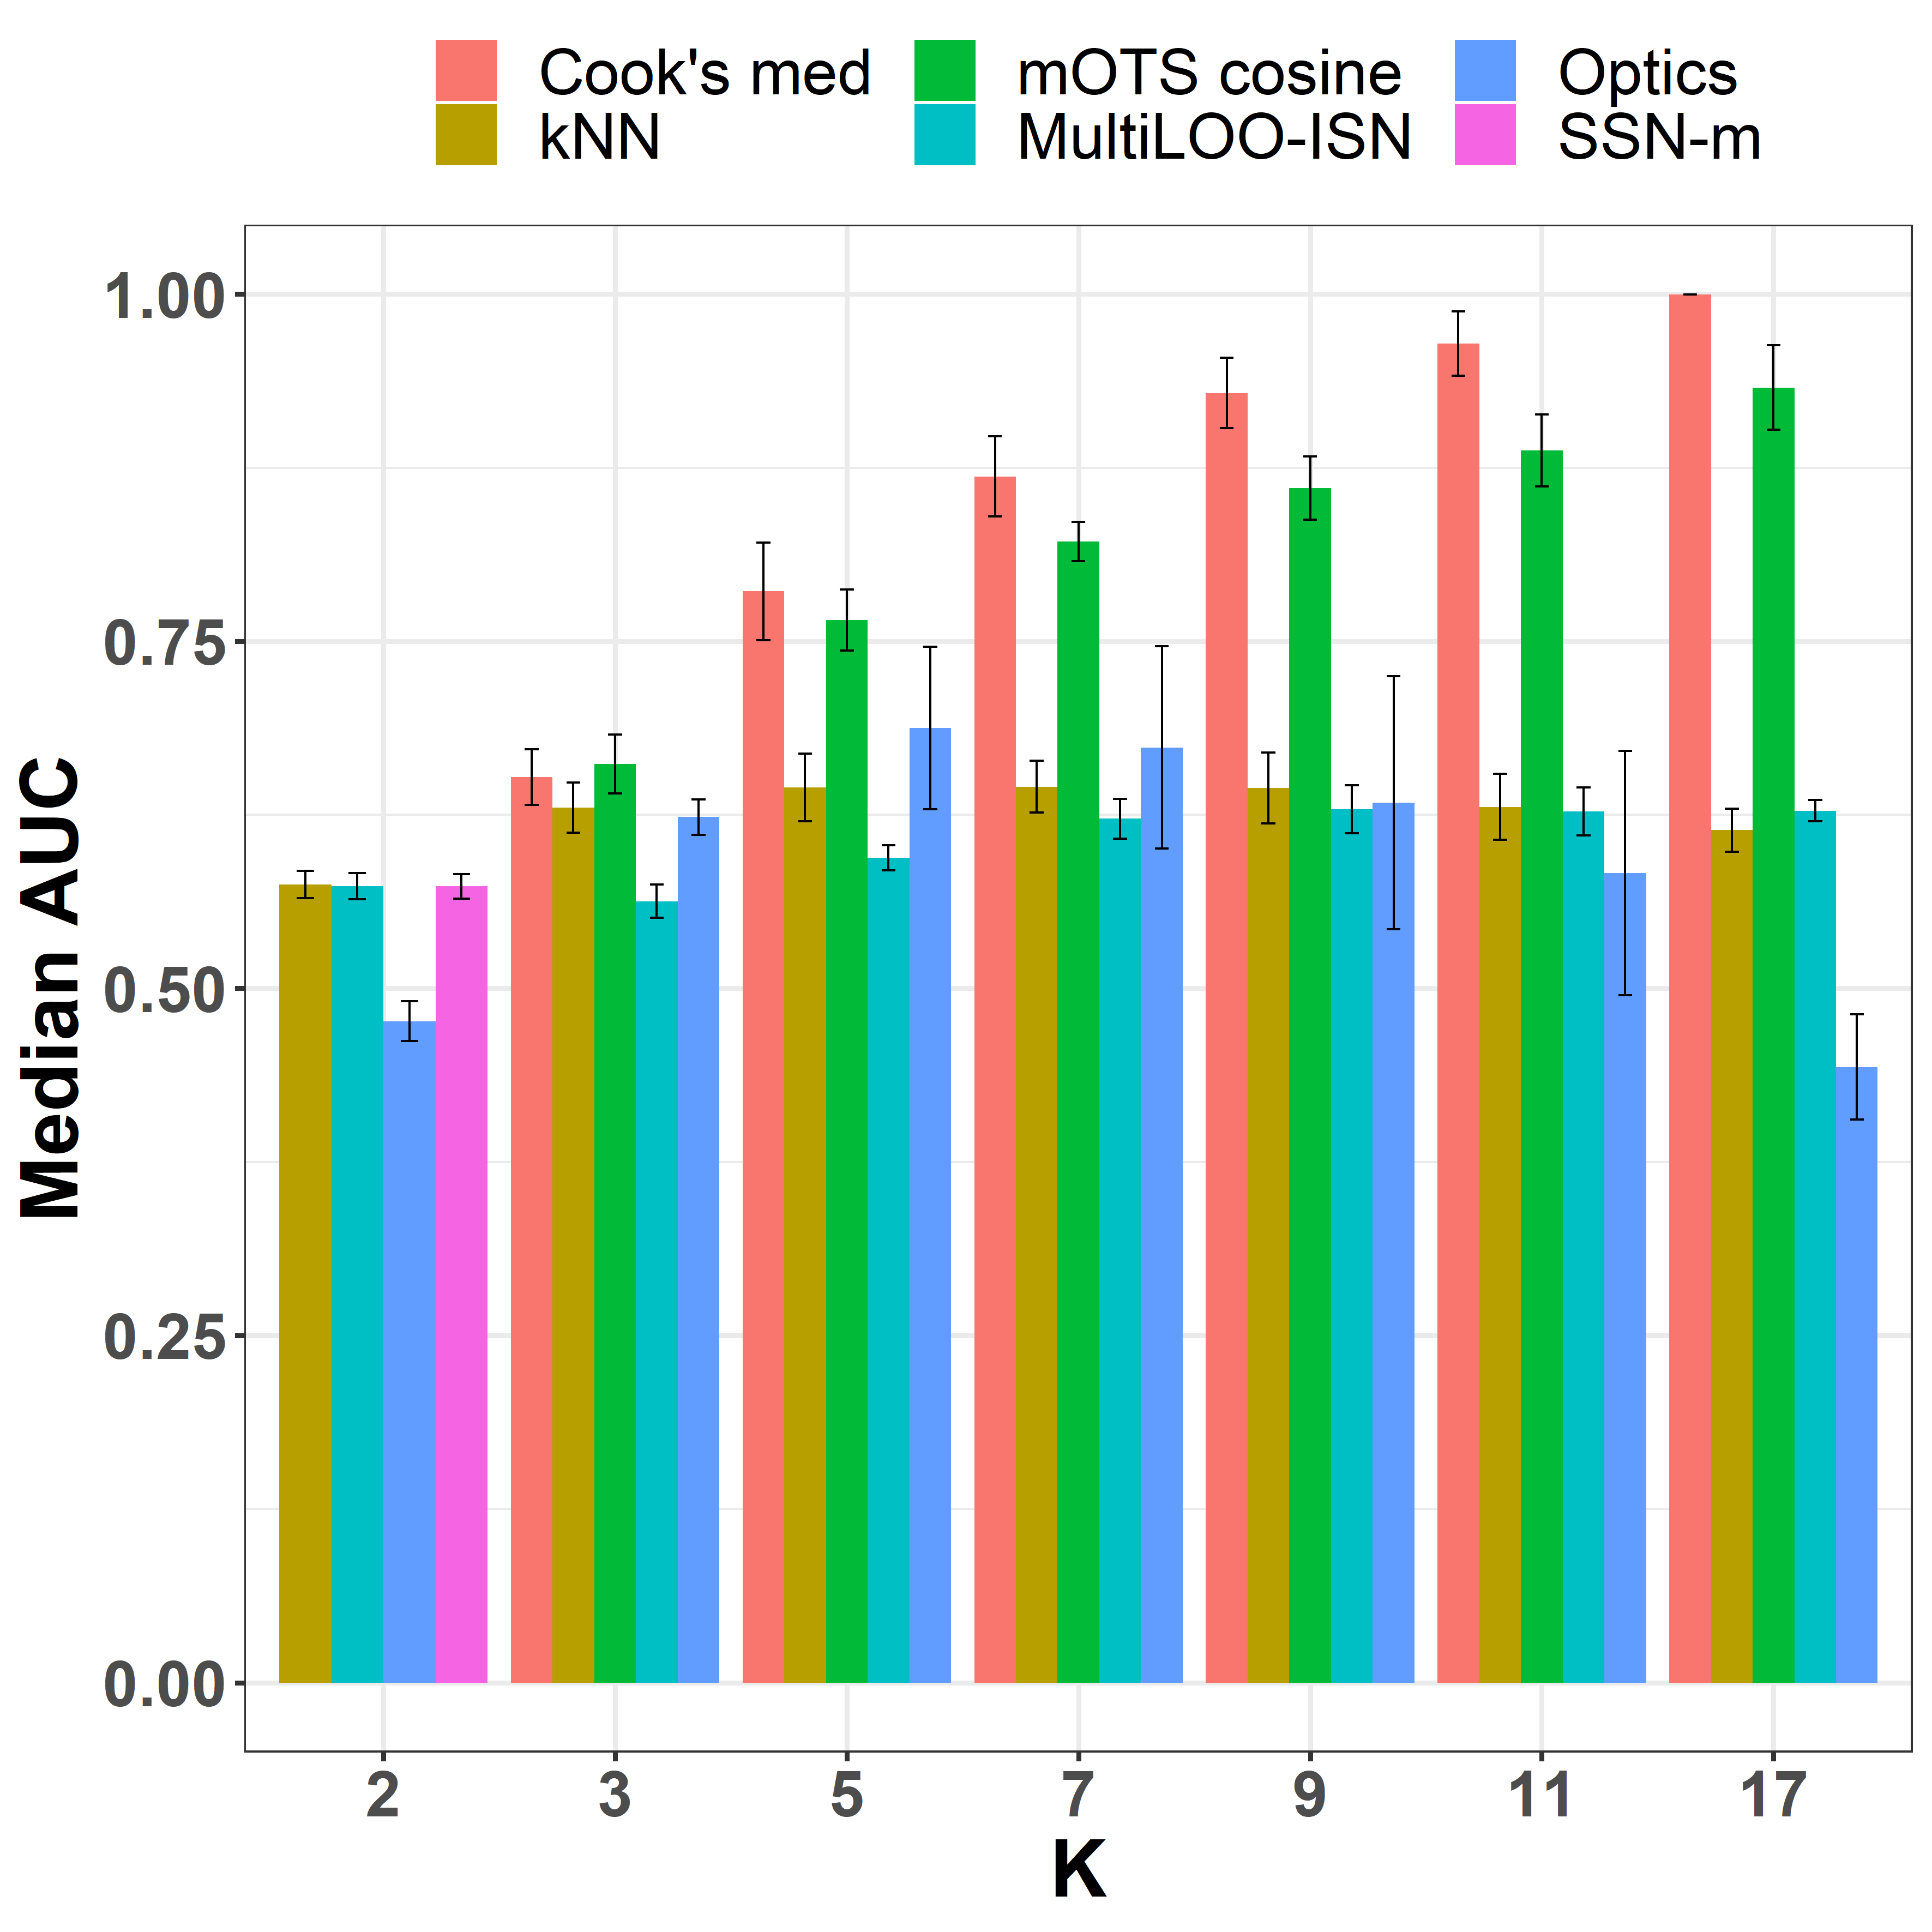 Cook's med mOTS cosine Optics
kNN MultiLOO-ISN SSN-m
1.00
0.75
0.50
0.25
0.00
Median AUC
2 3 5 7 9 11 17
K